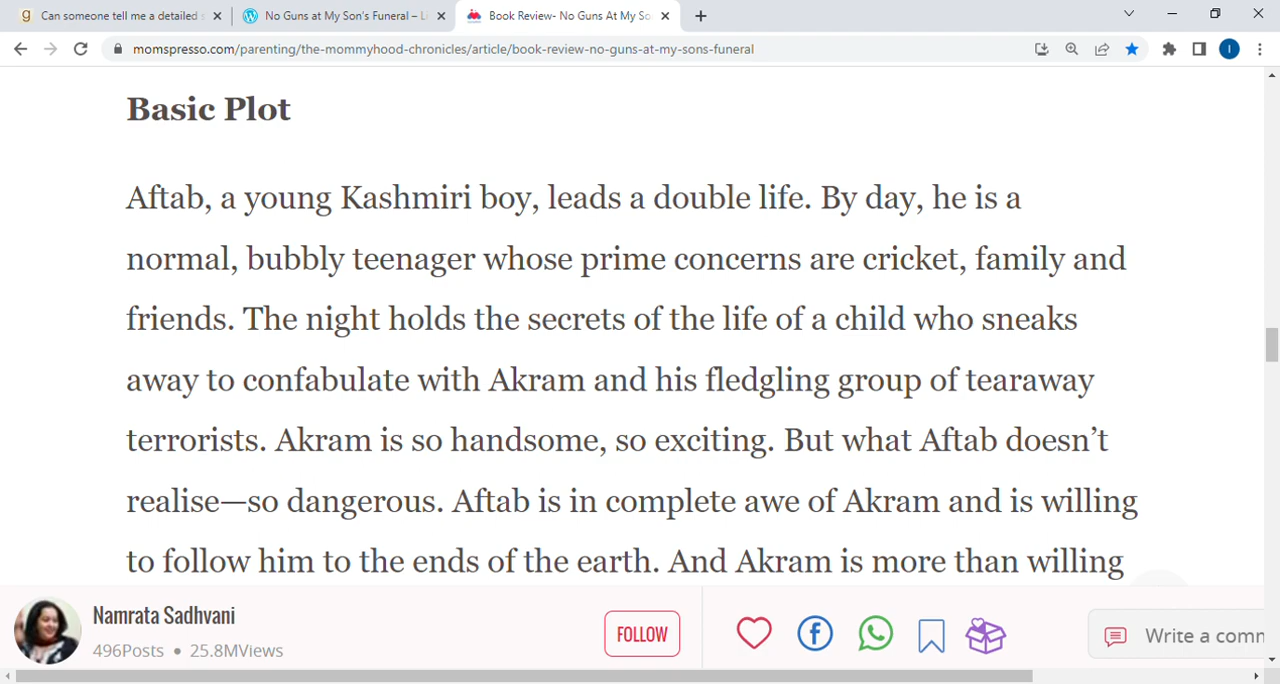 Can someone tell me a detailed
No Guns at My Son's Funeral – Li
Book Review- No Guns At My So
momspresso.com/parenting/the-mommyhood-chronicles/article/book-review-no-guns-at-my-sons-funeral
Basic Plot
Aftab, a young Kashmiri boy, leads a double life. By day, he is a
normal, bubbly teenager whose prime concerns are cricket, family and
friends. The night holds the secrets of the life of a child who sneaks
away to confabulate with Akram and his fledgling group of tearaway
terrorists. Akram is so handsome, so exciting. But what Aftab doesn’t
realise—so dangerous. Aftab is in complete awe of Akram and is willing
to follow him to the ends of the earth. And Akram is more than willing
Namrata Sadhvani
496Posts • 25.8MViews
FOLLOW
Write a comm